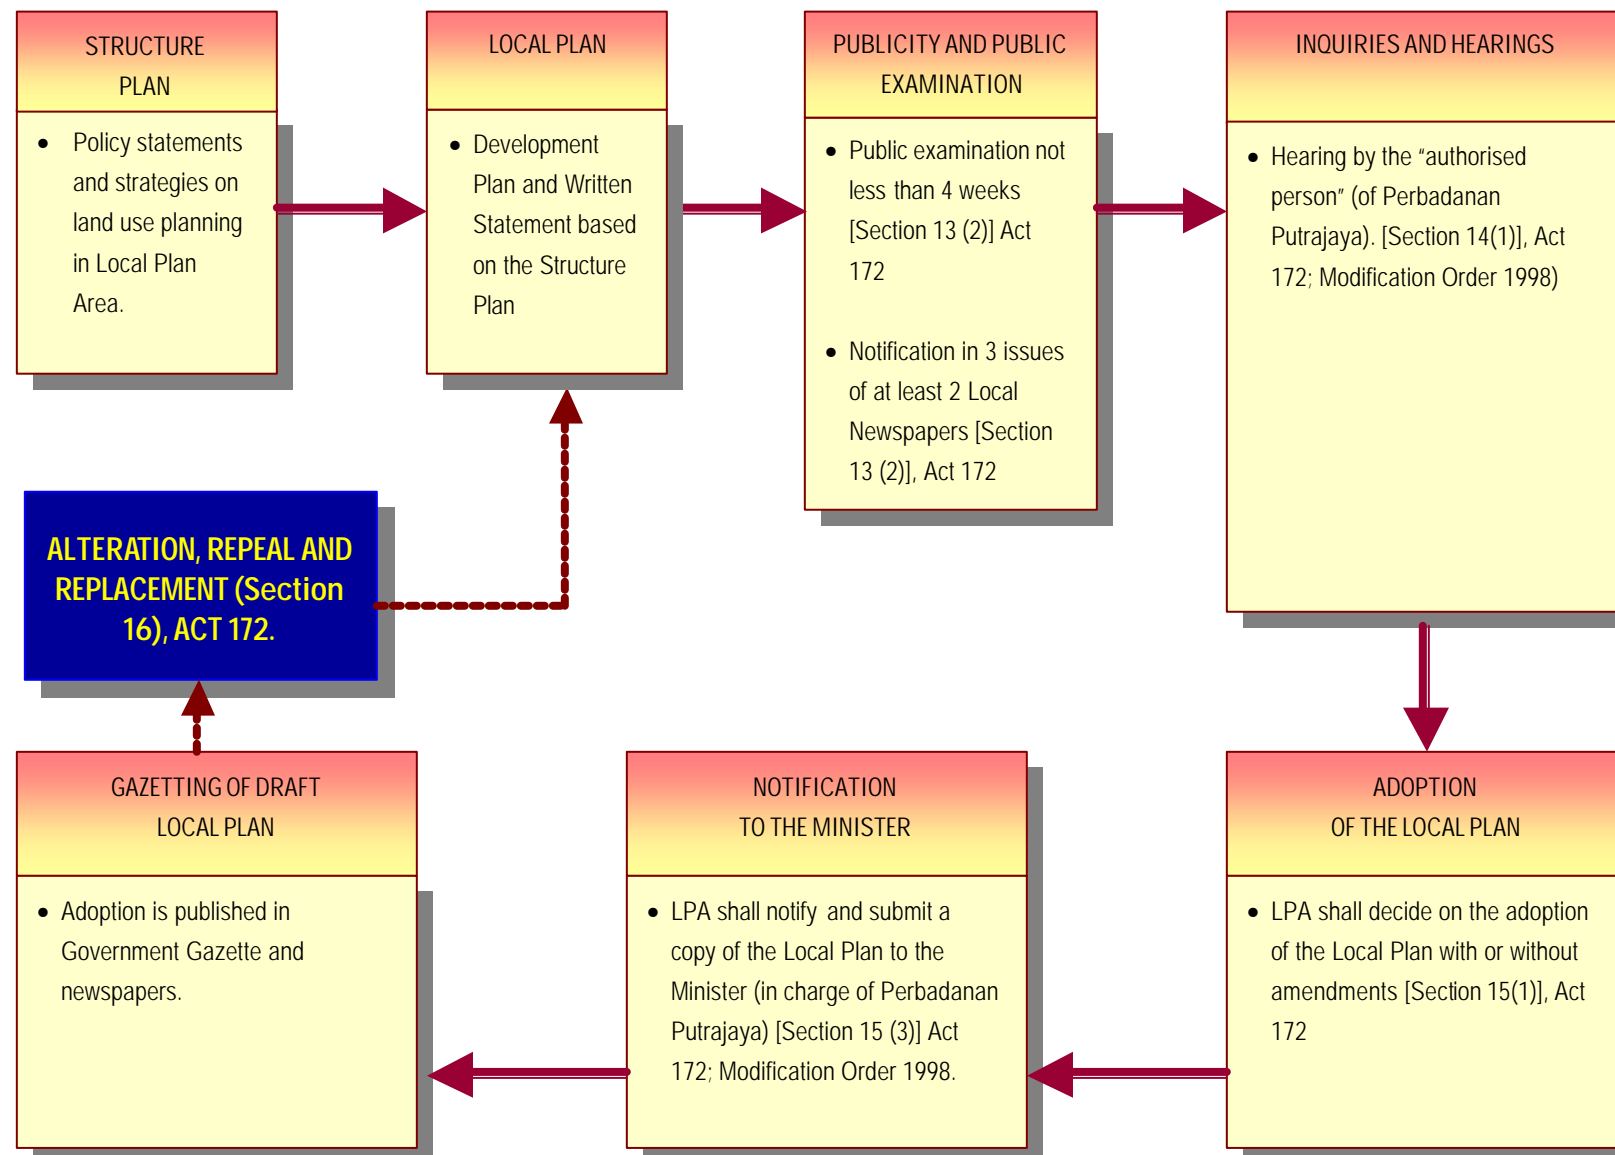 STRUCTURE
PLAN
• Policy statements
and strategies on
land use planning
in Local Plan
Area.
LOCAL PLAN
• Development
Plan and Written
Statement based
on the Structure
Plan
PUBLICITY AND PUBLIC
EXAMINATION
• Public examination not
less than 4 weeks
[Section 13 (2)] Act
172
• Notification in 3 issues
of at least 2 Local
Newspapers [Section
13 (2)], Act 172
INQUIRIES AND HEARINGS
• Hearing by the “authorised
person” (of Perbadanan
Putrajaya). [Section 14(1)], Act
172; Modification Order 1998)
ALTERATION, REPEAL AND
REPLACEMENT (Section
16), ACT 172.
GAZETTING OF DRAFT
LOCAL PLAN
• Adoption is published in
Government Gazette and
newspapers.
NOTIFICATION
TO THE MINISTER
• LPA shall notify and submit a
copy of the Local Plan to the
Minister (in charge of Perbadanan
Putrajaya) [Section 15 (3)] Act
172; Modification Order 1998.
ADOPTION
OF THE LOCAL PLAN
• LPA shall decide on the adoption
of the Local Plan with or without
amendments [Section 15(1)], Act
172